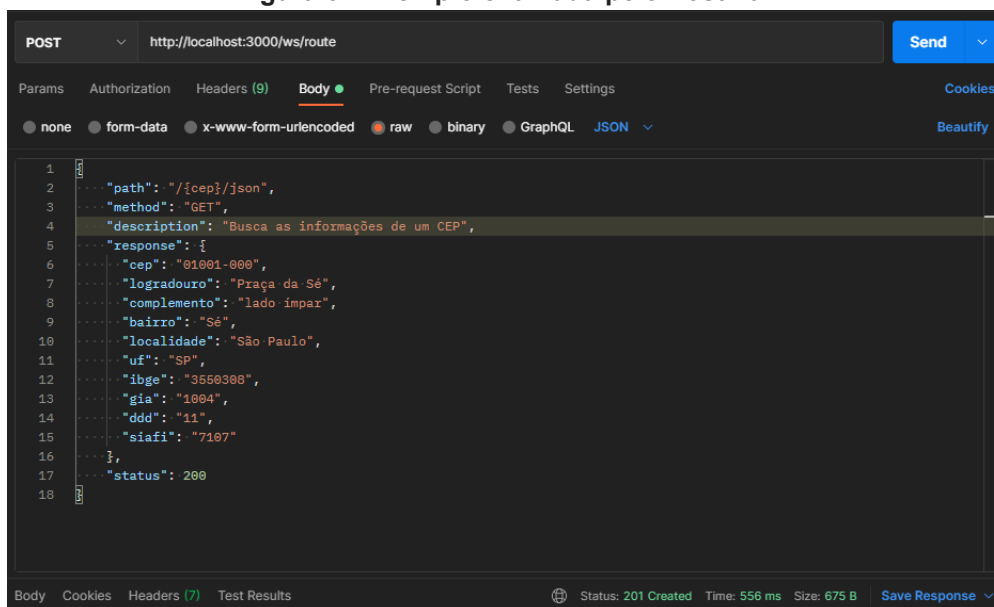 POST http://localhost:3000/ws/route Send
Params Authorization Headers (9) Body Pre-request Script Tests Settings Cookies
none form-data x-www-form-urlencoded raw binary GraphQL JSON Beautify
1 {
2 "path": "/{cep}/json",
3 "method": "GET",
4 "description": "Busca as informações de um CEP",
5 "response": {
6 "cep": "01001-000",
7 "logradouro": "Praça da Sé",
8 "complemento": "lado ímpar",
9 "bairro": "Sé",
10 "localidade": "São Paulo",
11 "uf": "SP",
12 "ibge": "3550308",
13 "gia": "1004",
14 "ddd": "11",
15 "siafi": "7107"
16 },
17 "status": 200
18 }
Body Cookies Headers (7) Test Results Status: 201 Created Time: 556 ms Size: 675 B Save Response